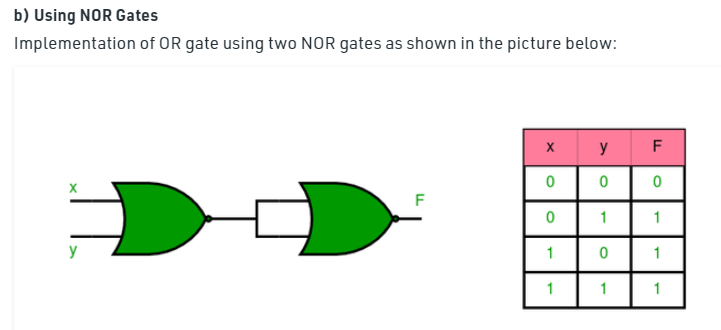 b) Using NOR Gates
Implementation of OR gate using two NOR gates as shown in the picture below:
x
y
F
x y F
0 0 0
0 1 1
1 0 1
1 1 1